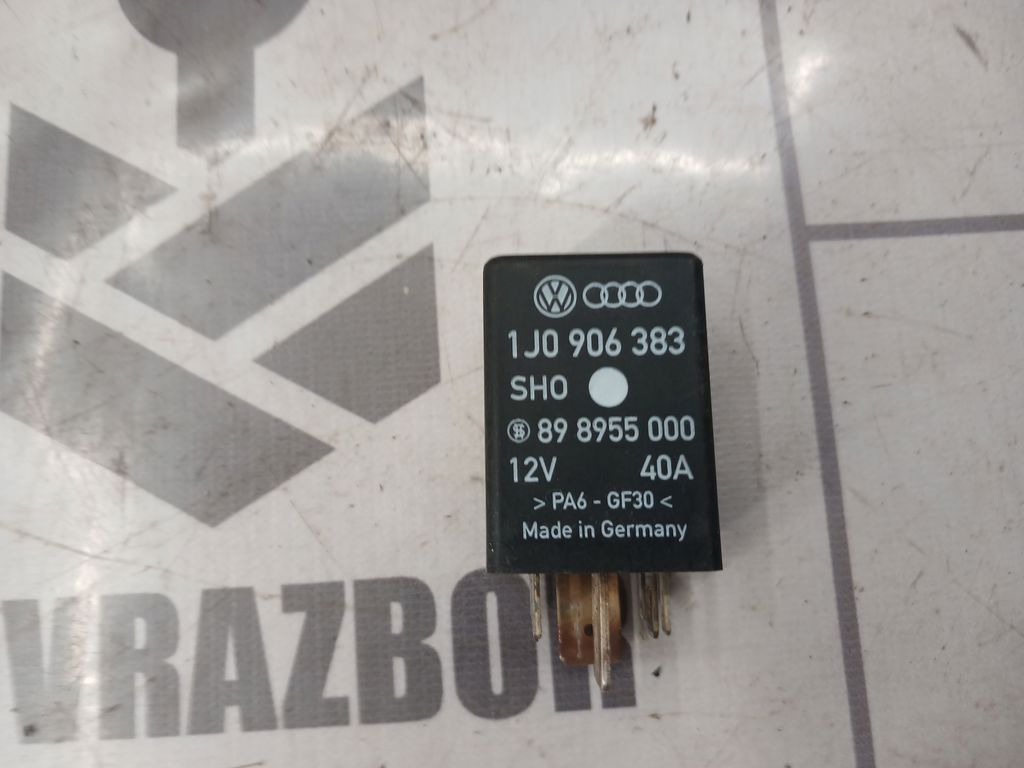 1J0 906 383
SHO
89 8955 000
12V 40A
> PA6 - GF30 <
Made in Germany
VRAZBOR